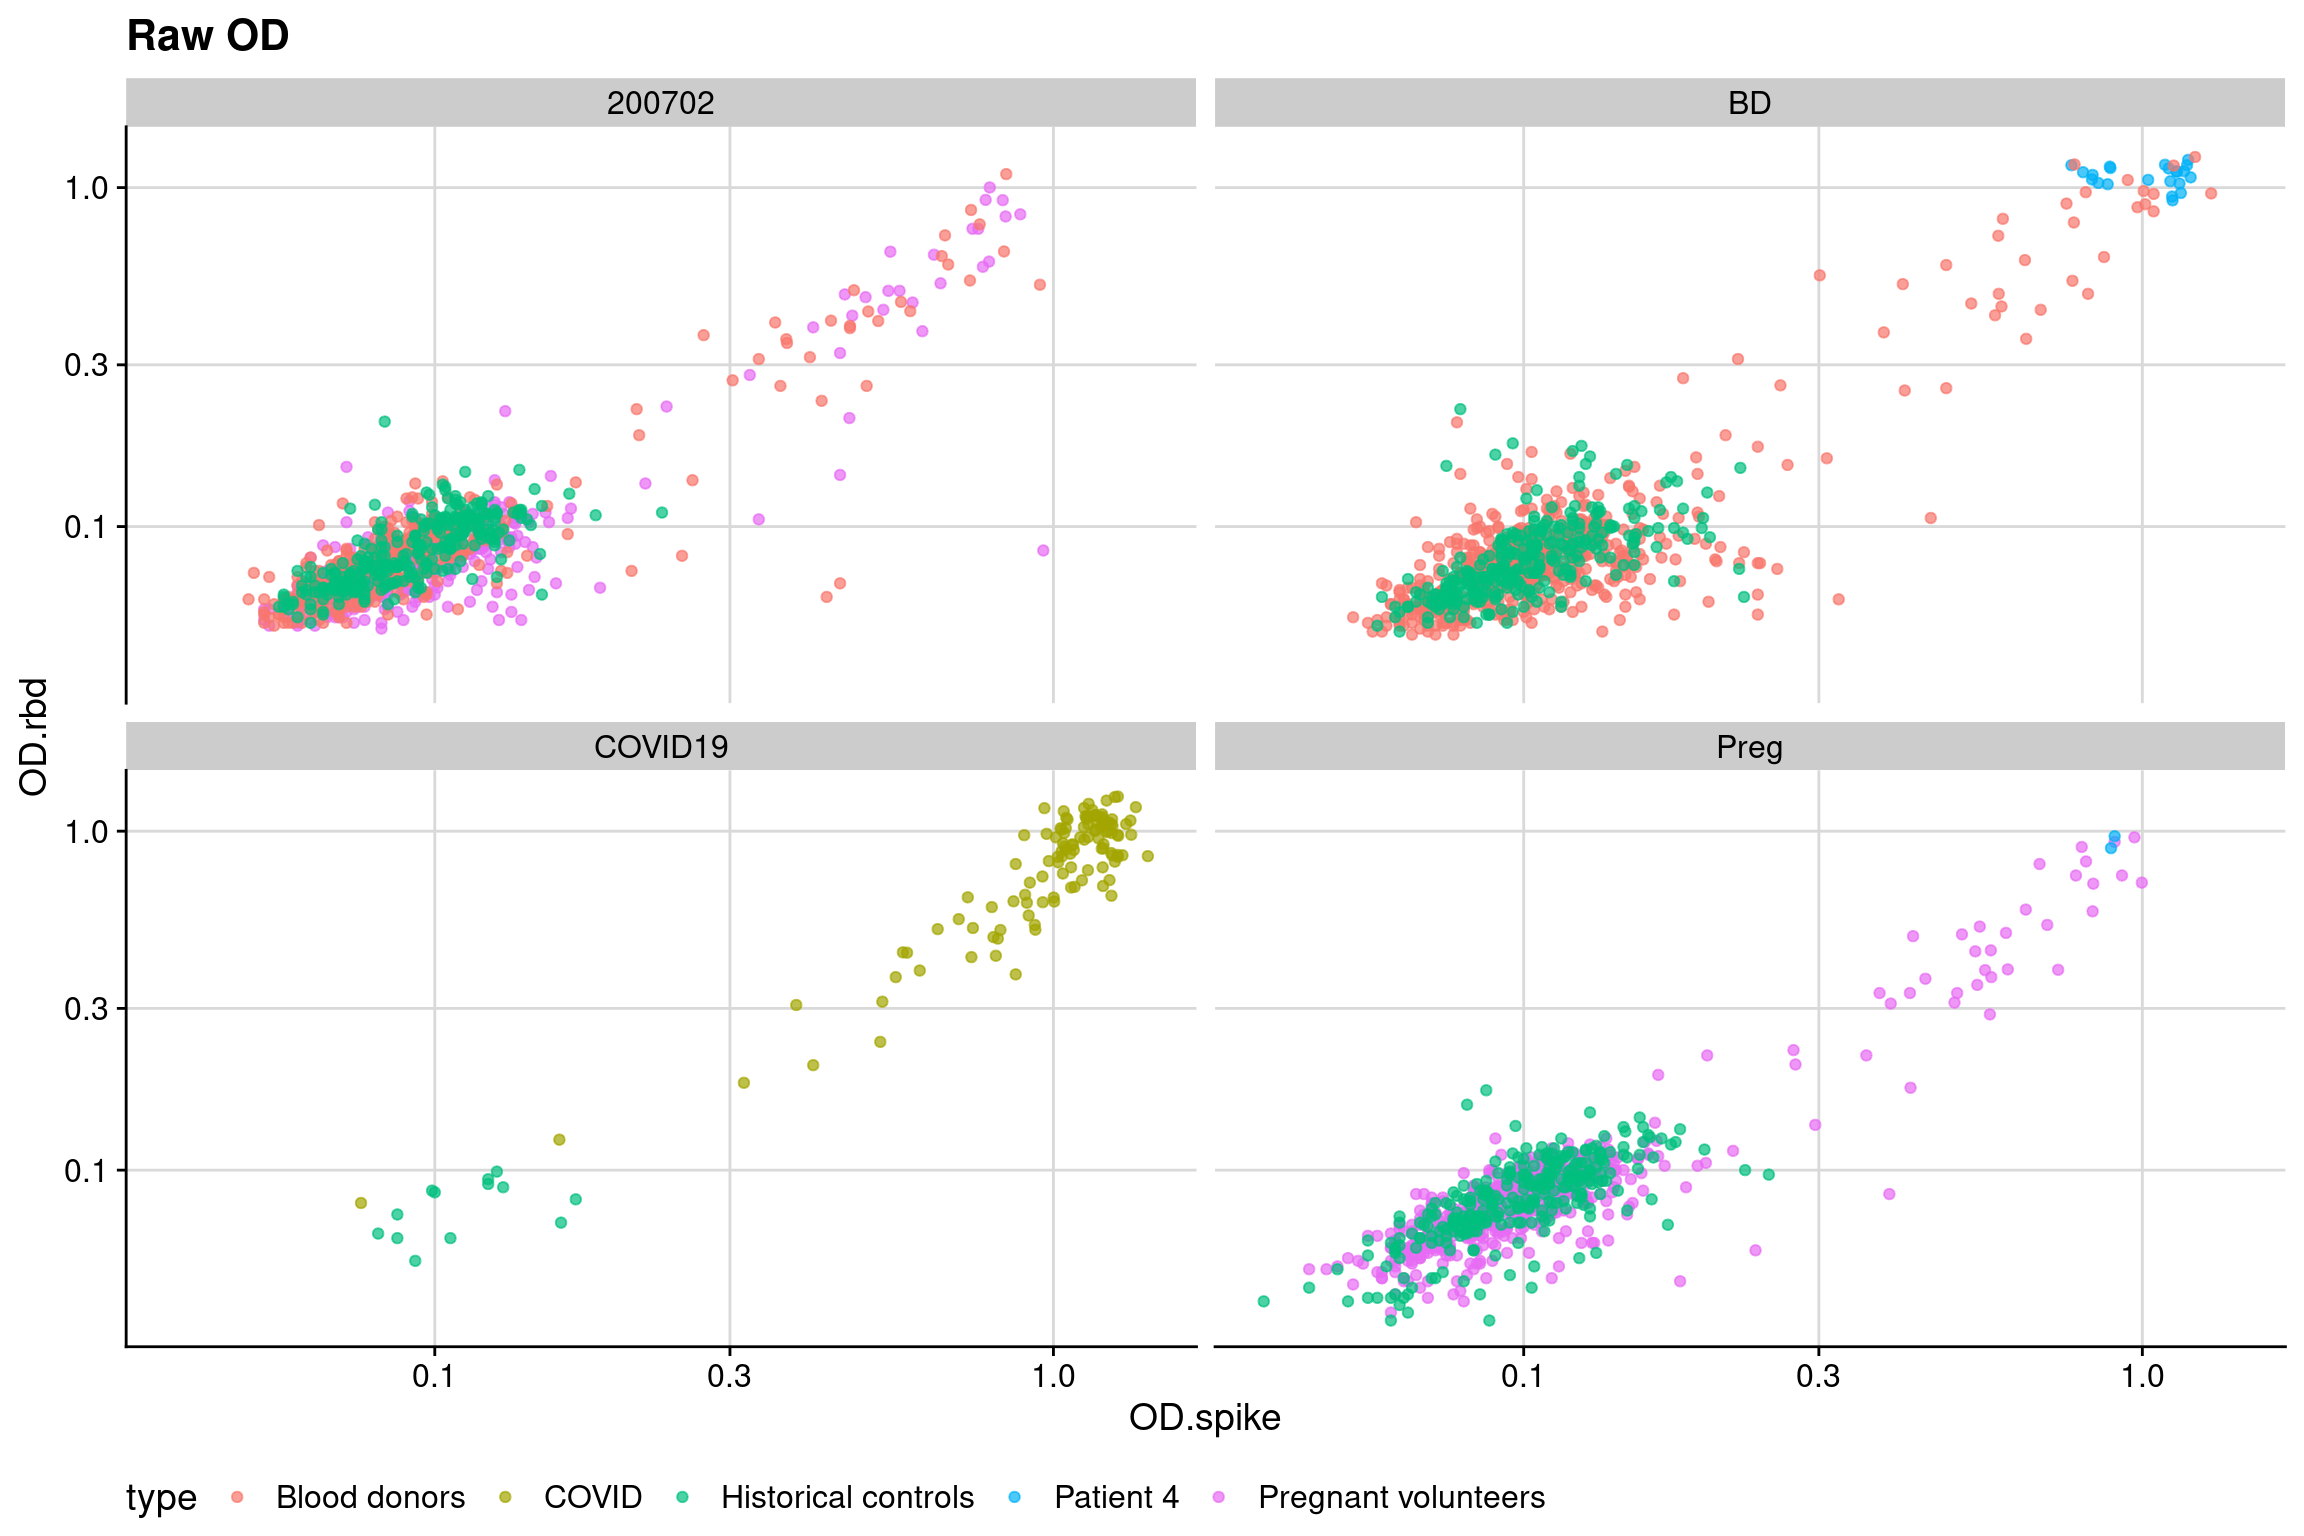 Raw OD
200702
BD
1.0
0.3
0.1
COVID19
Preg
1.0
0.3
0.1
OD.rbd
0.1 0.3 1.0 0.1 0.3 1.0
OD.spike
type Blood donors COVID Historical controls Patient 4 Pregnant volunteers